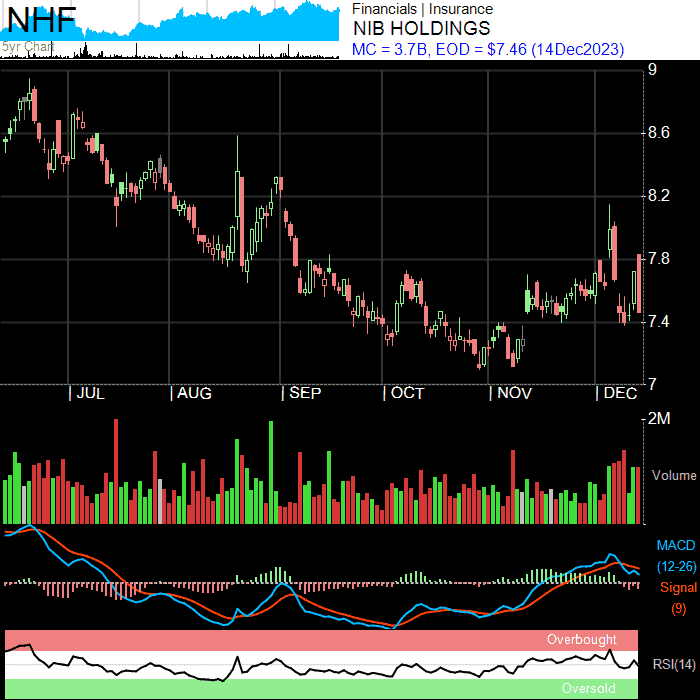 NHF
5yr Chart
Financials | Insurance
NIB HOLDINGS
MC = 3.7B, EOD = $7.46 (14Dec2023)
9
8.6
8.2
7.8
7.4
7
| JUL | AUG | SEP | OCT | NOV | DEC
2M
Volume
MACD
(12-26)
Signal
(9)
Overbought
RSI(14)
Oversold